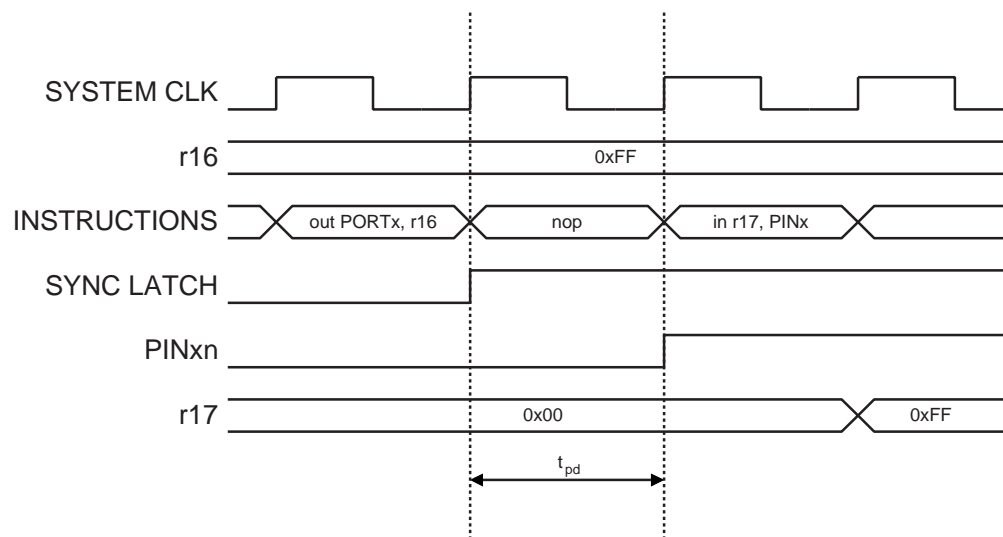 SYSTEM CLK
r16
0xFF
INSTRUCTIONS
out PORTx, r16
nop
in r17, PINx
SYNC LATCH
PINxn
r17
0x00
0xFF
tpd